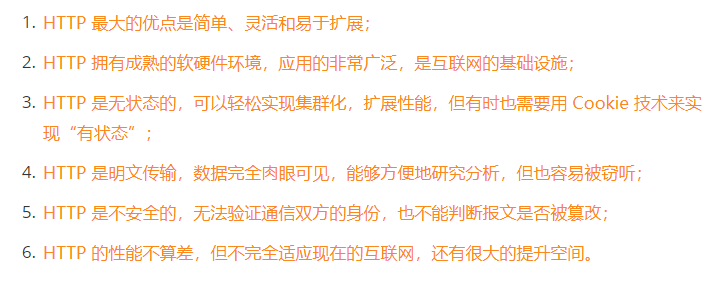 1. HTTP 最大的优点是简单、灵活和易于扩展；
2. HTTP 拥有成熟的软硬件环境，应用的非常广泛，是互联网的基础设施；
3. HTTP 是无状态的，可以轻松实现集群化，扩展性能，但有时也需要用 Cookie 技术来实
现“有状态”；
4. HTTP 是明文传输，数据完全肉眼可见，能够方便地研究分析，但也容易被窃听；
5. HTTP 是不安全的，无法验证通信双方的身份，也不能判断报文是否被篡改；
6. HTTP 的性能不算差，但不完全适应现在的互联网，还有很大的提升空间。